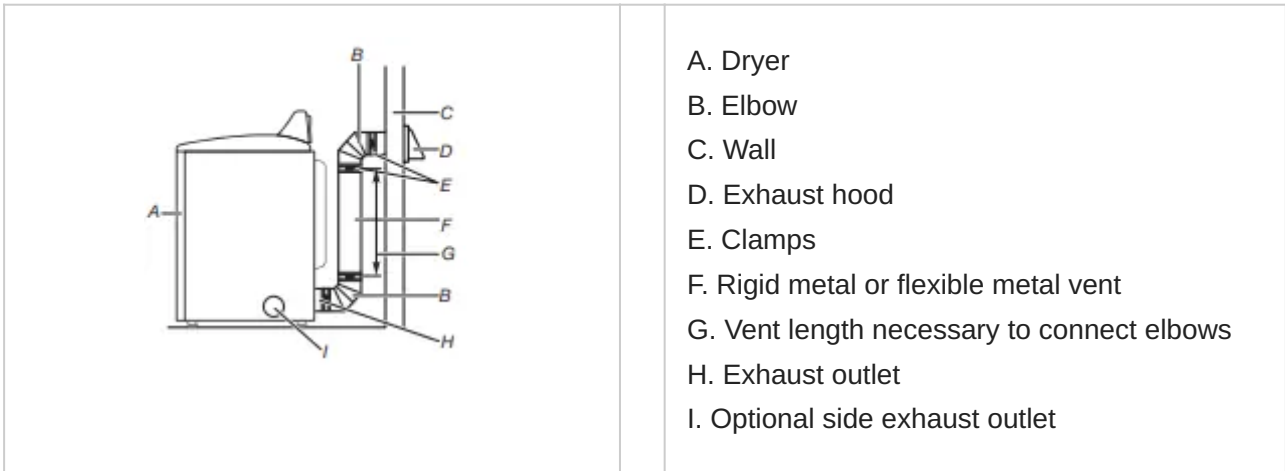 B
C
D
E
A
F
G
B
H
I
A. Dryer
B. Elbow
C. Wall
D. Exhaust hood
E. Clamps
F. Rigid metal or flexible metal vent
G. Vent length necessary to connect elbows
H. Exhaust outlet
I. Optional side exhaust outlet